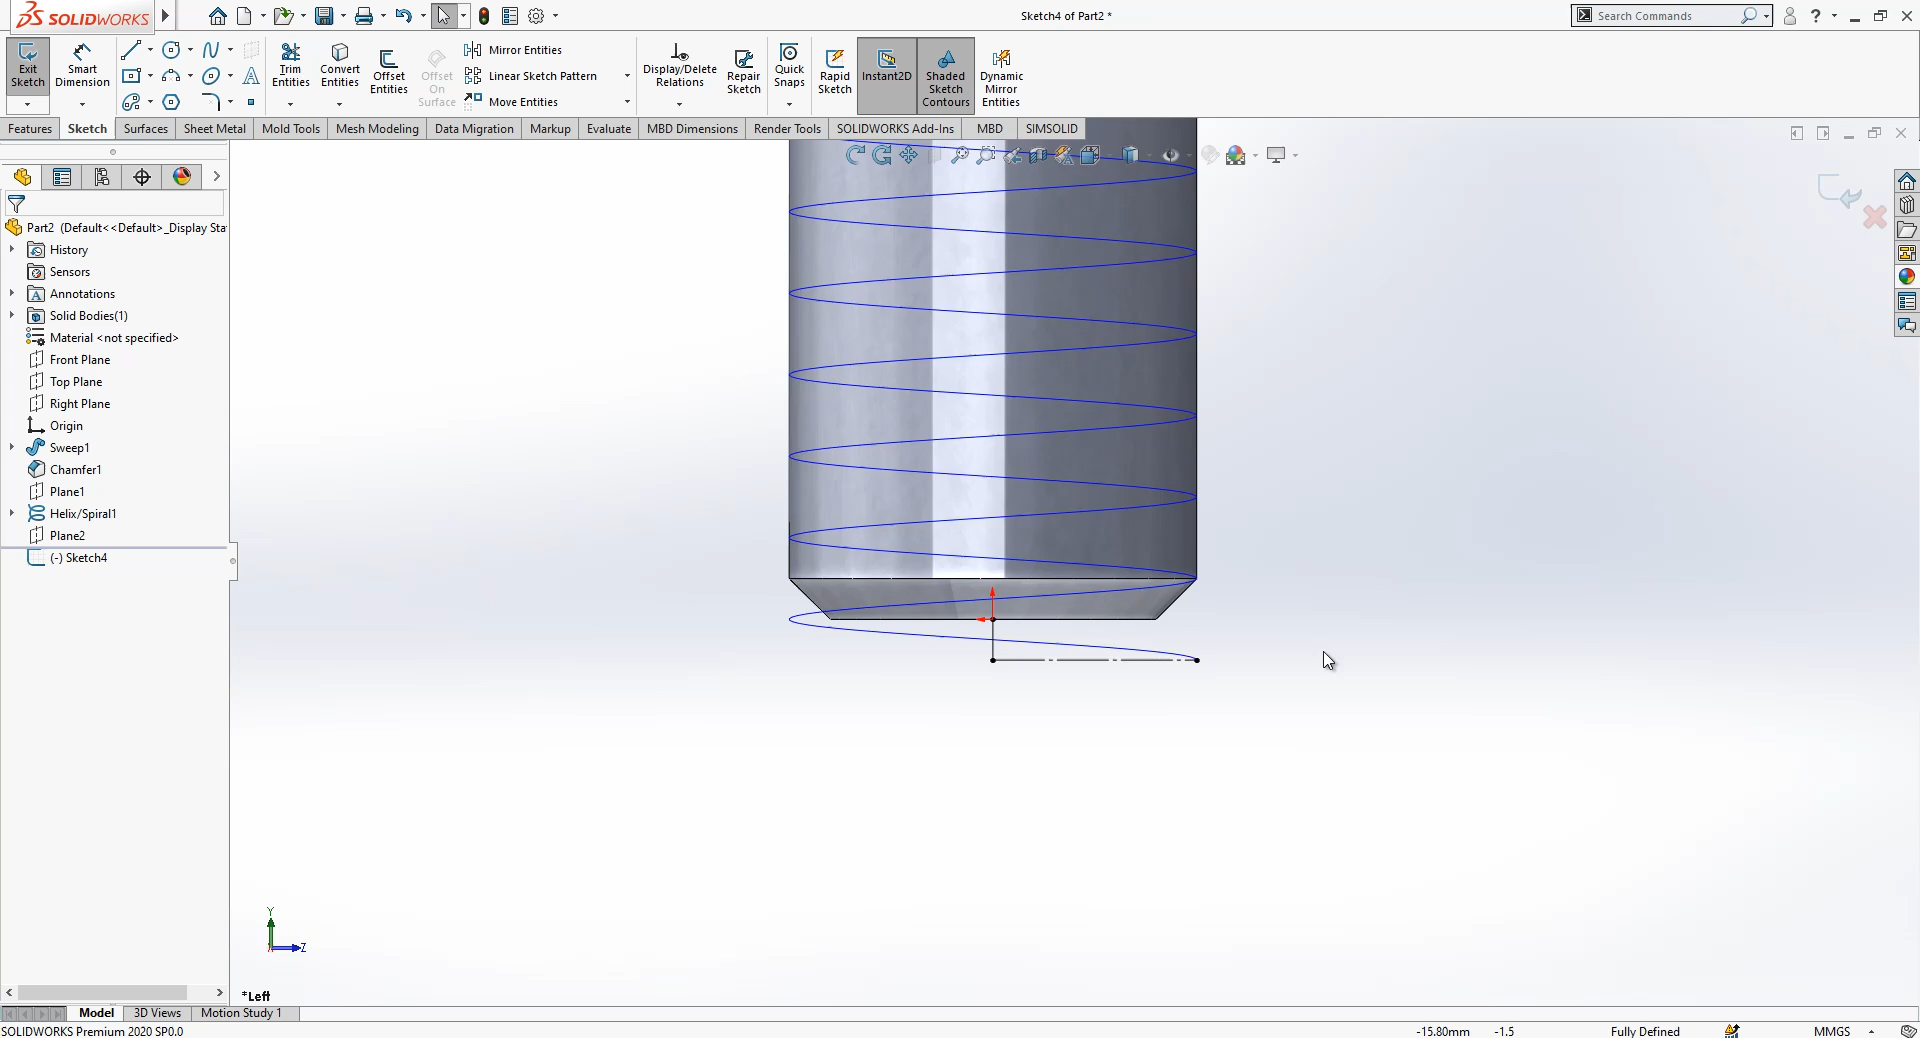 SOLIDWORKS
Sketch4 of Part2 *
Search Commands
Exit Sketch
Smart Dimension
Trim Entities
Convert Entities
Offset Entities
Offset On Surface
Mirror Entities
Linear Sketch Pattern
Move Entities
Display/Delete Relations
Repair Sketch
Quick Snaps
Rapid Sketch
Instant2D
Shaded Sketch Contours
Dynamic Mirror Entities
Features
Sketch
Surfaces
Sheet Metal
Mold Tools
Mesh Modeling
Data Migration
Markup
Evaluate
MBD Dimensions
Render Tools
SOLIDWORKS Add-Ins
MBD
SIMSOLID
Part2 (Default<<Default>_Display Sta
History
Sensors
Annotations
Solid Bodies(1)
Material <not specified>
Front Plane
Top Plane
Right Plane
Origin
Sweep1
Chamfer1
Plane1
Helix/Spiral1
Plane2
(-) Sketch4
Y
Z
*Left
Model
3D Views
Motion Study 1
SOLIDWORKS Premium 2020 SP0.0
-15.80mm
-1.5
Fully Defined
MMGS